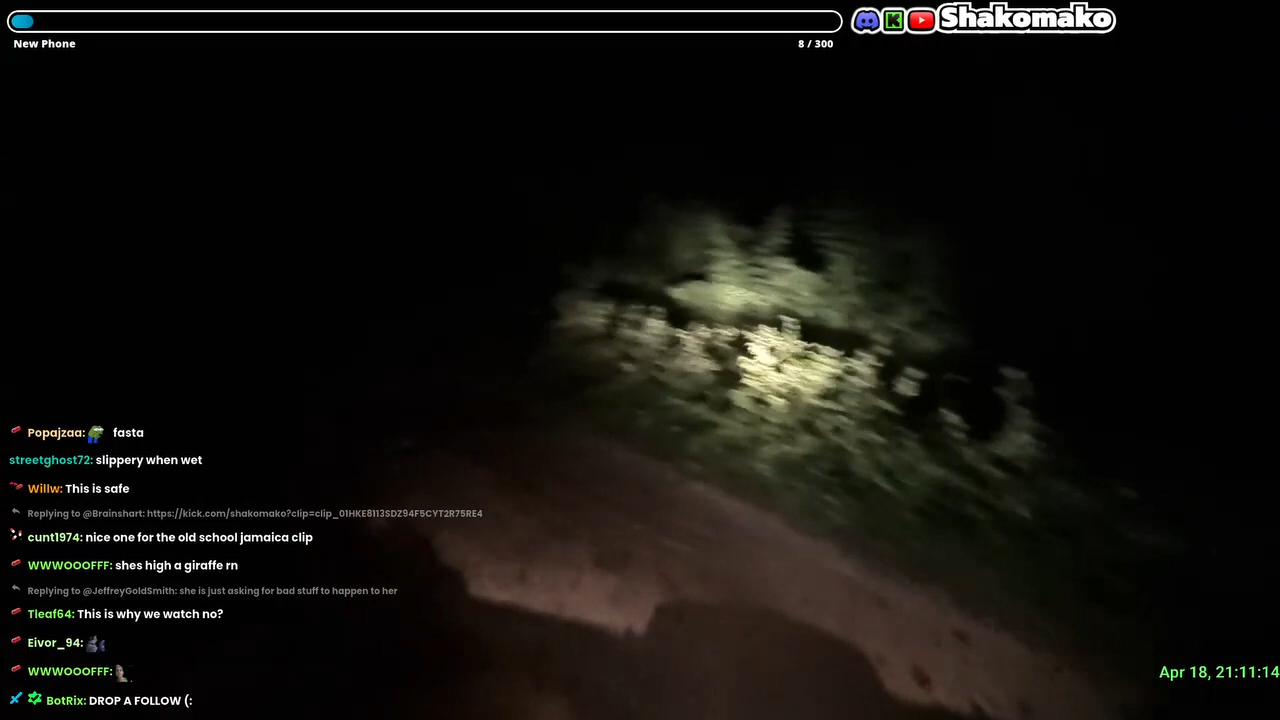 Shakomako
New Phone
8 / 300
Popajzaa: fasta
streetghost72: slippery when wet
Willw: This is safe
Replying to @Brainshart: https://kick.com/shakomako?clip=clip_01HKE8113SDZ94F5CYT2R75RE4
cunt1974: nice one for the old school jamaica clip
WWWOOOFFF: shes high a giraffe rn
Replying to @JeffreyGoldSmith: she is just asking for bad stuff to happen to her
Tleaf64: This is why we watch no?
Eivor_94:
WWWOOOFFF:
Apr 18, 21:11:14
BotRix: DROP A FOLLOW (: